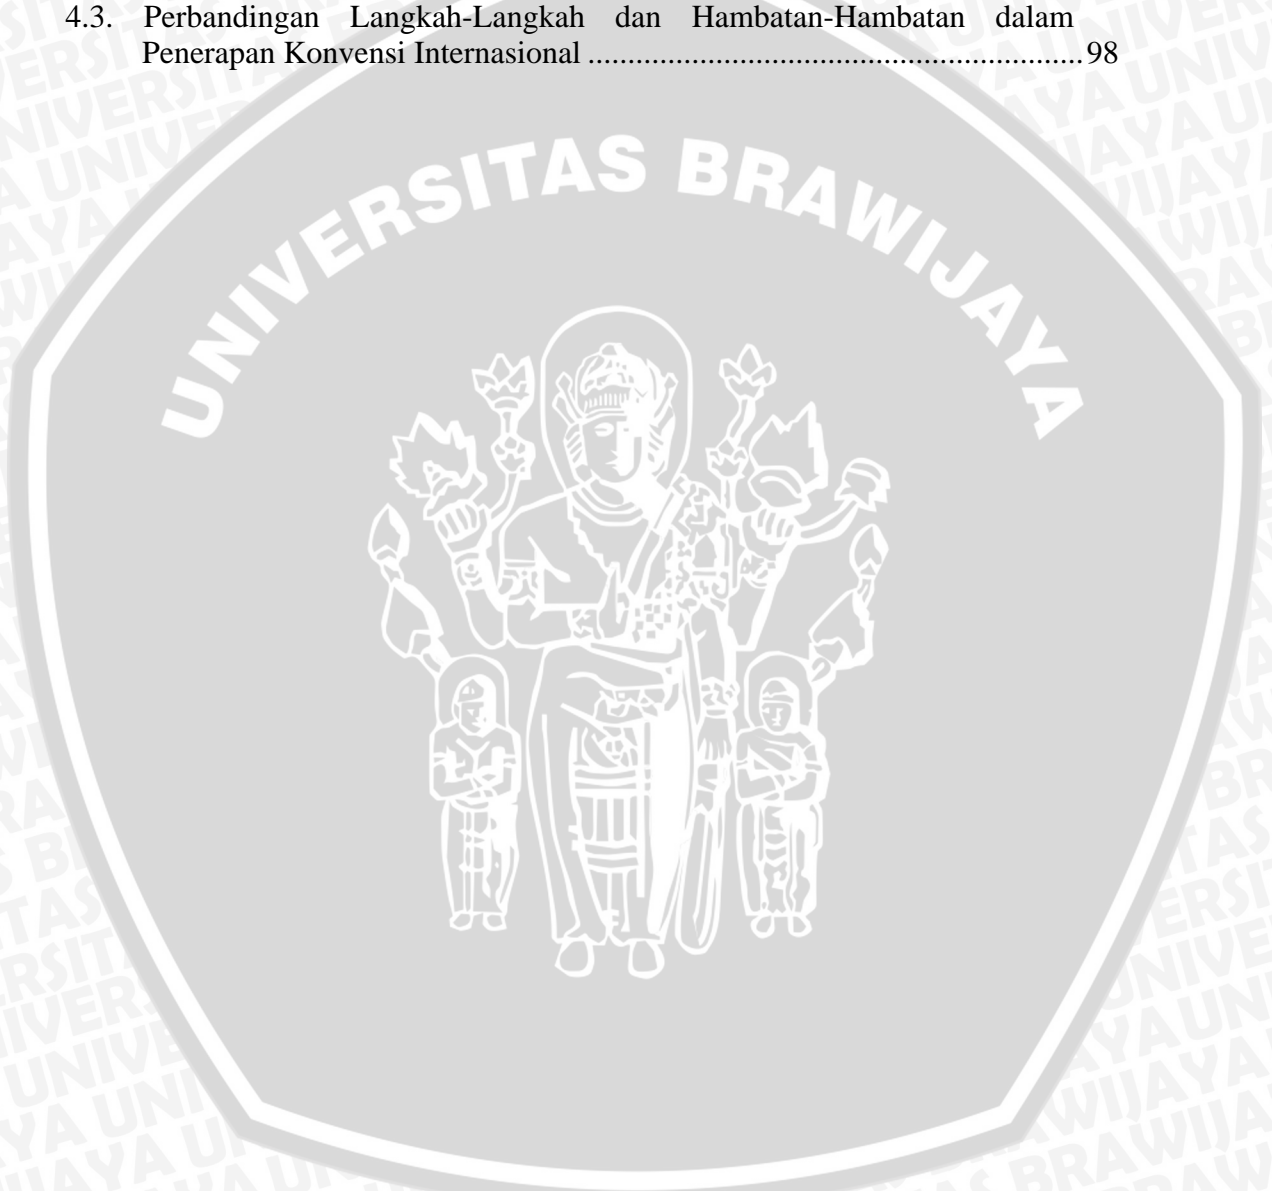 4.3. Perbandingan Langkah-Langkah dan Hambatan-Hambatan dalam
Penerapan Konvensi Internasional ............................................................... 98
UNIVERSITAS BRAWIJAYA